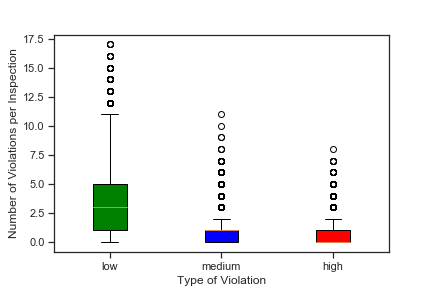 Number of Violations per Inspection
17.5
15.0
12.5
10.0
7.5
5.0
2.5
0.0
low medium high
Type of Violation